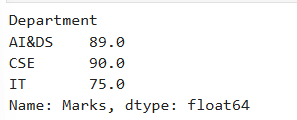 Department
AI&DS    89.0
CSE      90.0
IT       75.0
Name: Marks, dtype: float64